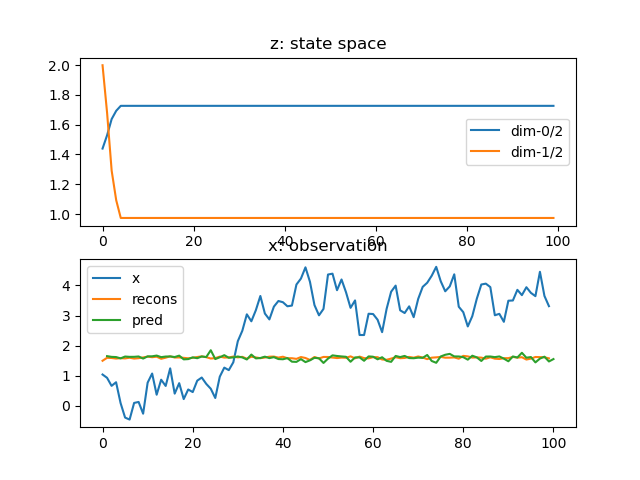 z: state space
2.0
1.8
1.6
1.4
1.2
1.0
dim-0/2
dim-1/2
0 20 40 60 80 100
x: observation
4
3
2
1
0
x
recons
pred
0 20 40 60 80 100